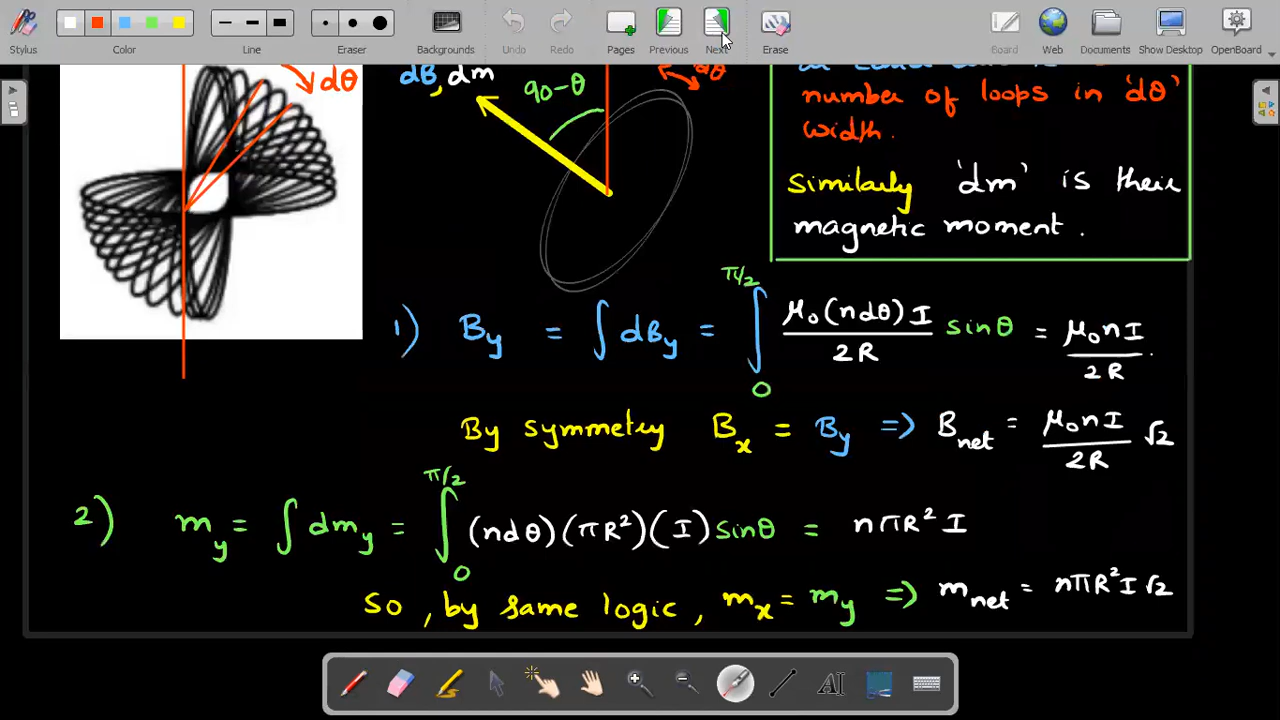 Stylus
Color
Line
Eraser
Backgrounds
Undo
Redo
Pages
Previous
Next
Erase
Board
Web
Documents
Show Desktop
OpenBoard
dθ
dB, dm
90-θ
dθ
number of loops in 'dθ'
width.
Similarly 'dm' is their
magnetic moment.
1) By = ∫ dBy = ∫₀^{π/2} μ₀(ndθ)I / 2R sinθ = μ₀nI / 2R
By symmetry Bx = By => Bnet = μ₀nI / 2R √2
2) my = ∫ dmy = ∫₀^{π/2} (ndθ)(πR²)(I) sinθ = nπR² I
So, by same logic, mx = my => mnet = nπR²I√2